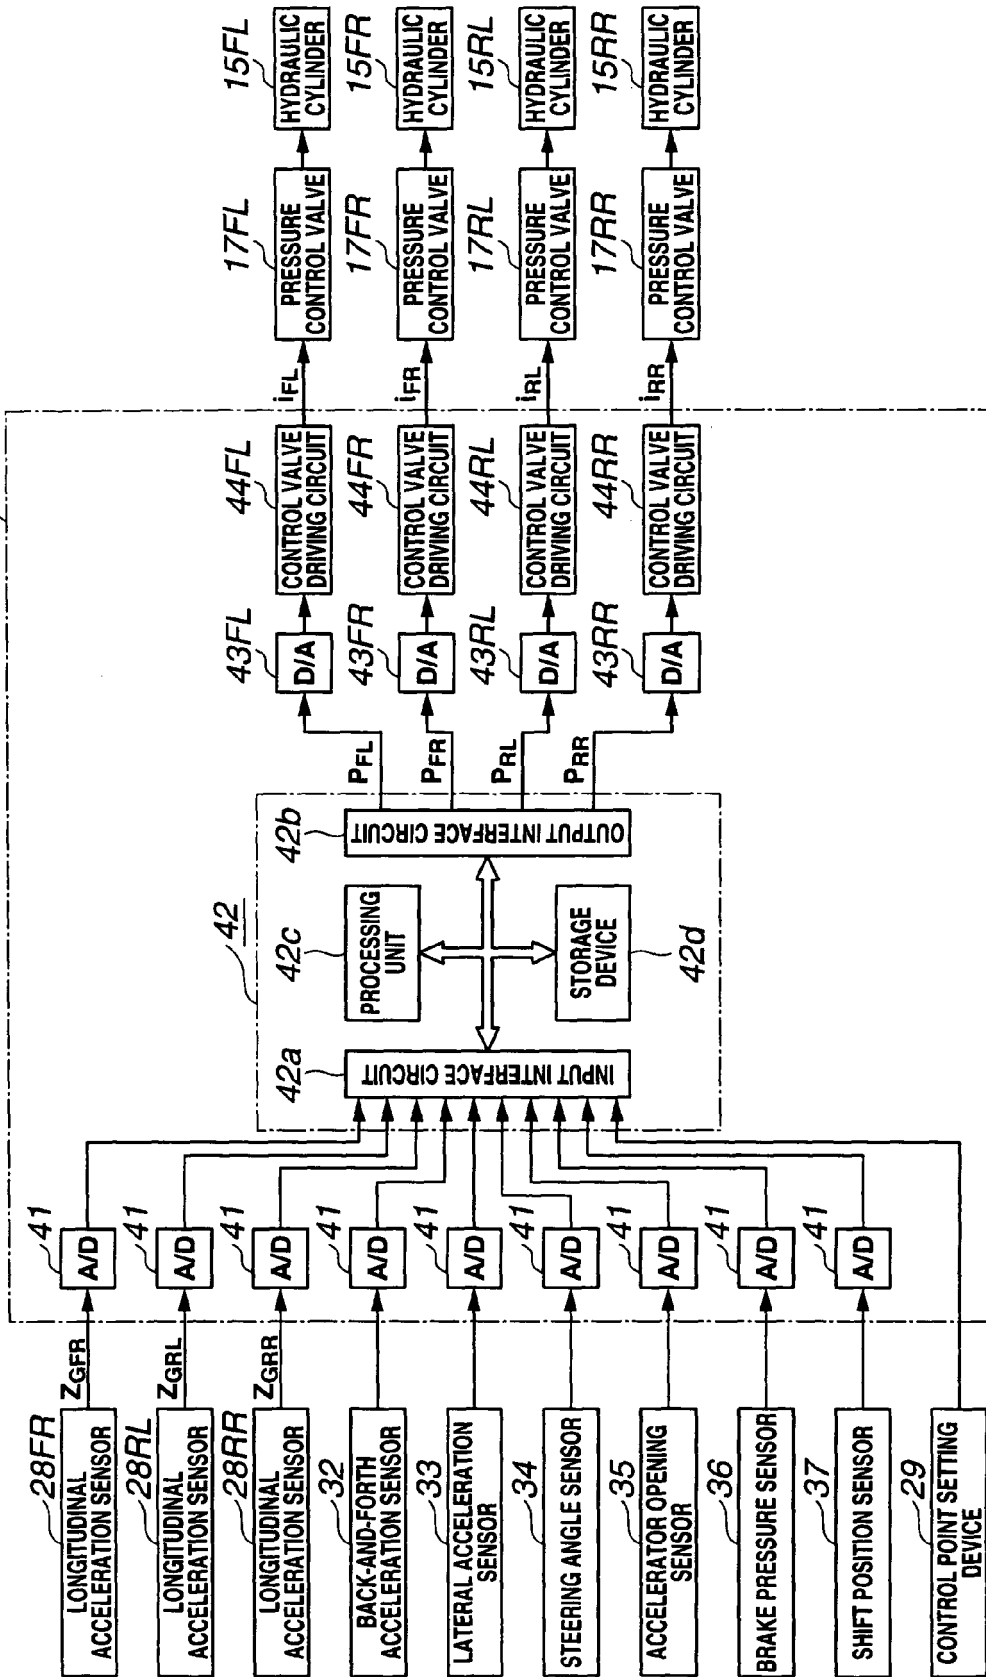 28FR
LONGITUDINAL
ACCELERATION SENSOR
ZGFR
41
A/D
28RL
LONGITUDINAL
ACCELERATION SENSOR
ZGRL
41
A/D
28RR
LONGITUDINAL
ACCELERATION SENSOR
ZGRR
41
A/D
32
BACK-AND-FORTH
ACCELERATION SENSOR
41
A/D
33
LATERAL ACCELERATION
SENSOR
41
A/D
34
STEERING ANGLE SENSOR
41
A/D
35
ACCELERATOR OPENING
SENSOR
41
A/D
36
BRAKE PRESSURE SENSOR
41
A/D
37
SHIFT POSITION SENSOR
41
A/D
29
CONTROL POINT SETTING
DEVICE
42
42a
INPUT INTERFACE CIRCUIT
42c
PROCESSING
UNIT
STORAGE
DEVICE
42d
42b
OUTPUT INTERFACE CIRCUIT
PFL
43FL
D/A
44FL
CONTROL VALVE
DRIVING CIRCUIT
iFL
17FL
PRESSURE
CONTROL VALVE
15FL
HYDRAULIC
CYLINDER
PFR
43FR
D/A
44FR
CONTROL VALVE
DRIVING CIRCUIT
iFR
17FR
PRESSURE
CONTROL VALVE
15FR
HYDRAULIC
CYLINDER
PRL
43RL
D/A
44RL
CONTROL VALVE
DRIVING CIRCUIT
iRL
17RL
PRESSURE
CONTROL VALVE
15RL
HYDRAULIC
CYLINDER
PRR
43RR
D/A
44RR
CONTROL VALVE
DRIVING CIRCUIT
iRR
17RR
PRESSURE
CONTROL VALVE
15RR
HYDRAULIC
CYLINDER